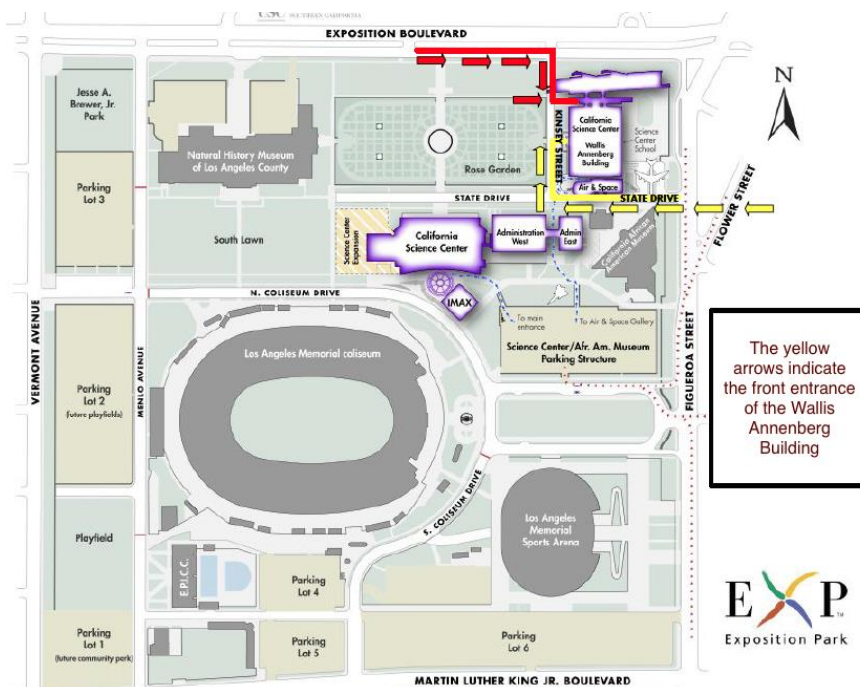 SOUTHERN CALIFORNIA
EXPOSITION BOULEVARD
N
Jesse A.
Brewer, Jr.
Park
Natural History Museum
of Los Angeles County
Rose Garden
KINSEY STREET
California
Science Center
Wallis
Annenberg
Building
Science
Center
School
Air & Space
Parking
Lot 3
STATE DRIVE
STATE DRIVE
FLOWER STREET
South Lawn
Science Center
Expansion
California
Science Center
Administration
West
Admin
East
California African
American Museum
IMAX
N. COLISEUM DRIVE
To main
entrance
To Air & Space Gallery
Science Center/Afr. Am. Museum
Parking Structure
VERMONT AVENUE
MENLO AVENUE
FIGUEROA STREET
Los Angeles Memorial coliseum
Parking
Lot 2
(future playfields)
The yellow
arrows indicate
the front entrance
of the Wallis
Annenberg
Building
S. COLISEUM DRIVE
Los Angeles
Memorial
Sports Arena
Playfield
E.P.I.C.C.
Parking
Lot 4
EXP
TM
Exposition Park
Parking
Lot 1
(future community park)
Parking
Lot 5
Parking
Lot 6
MARTIN LUTHER KING JR. BOULEVARD